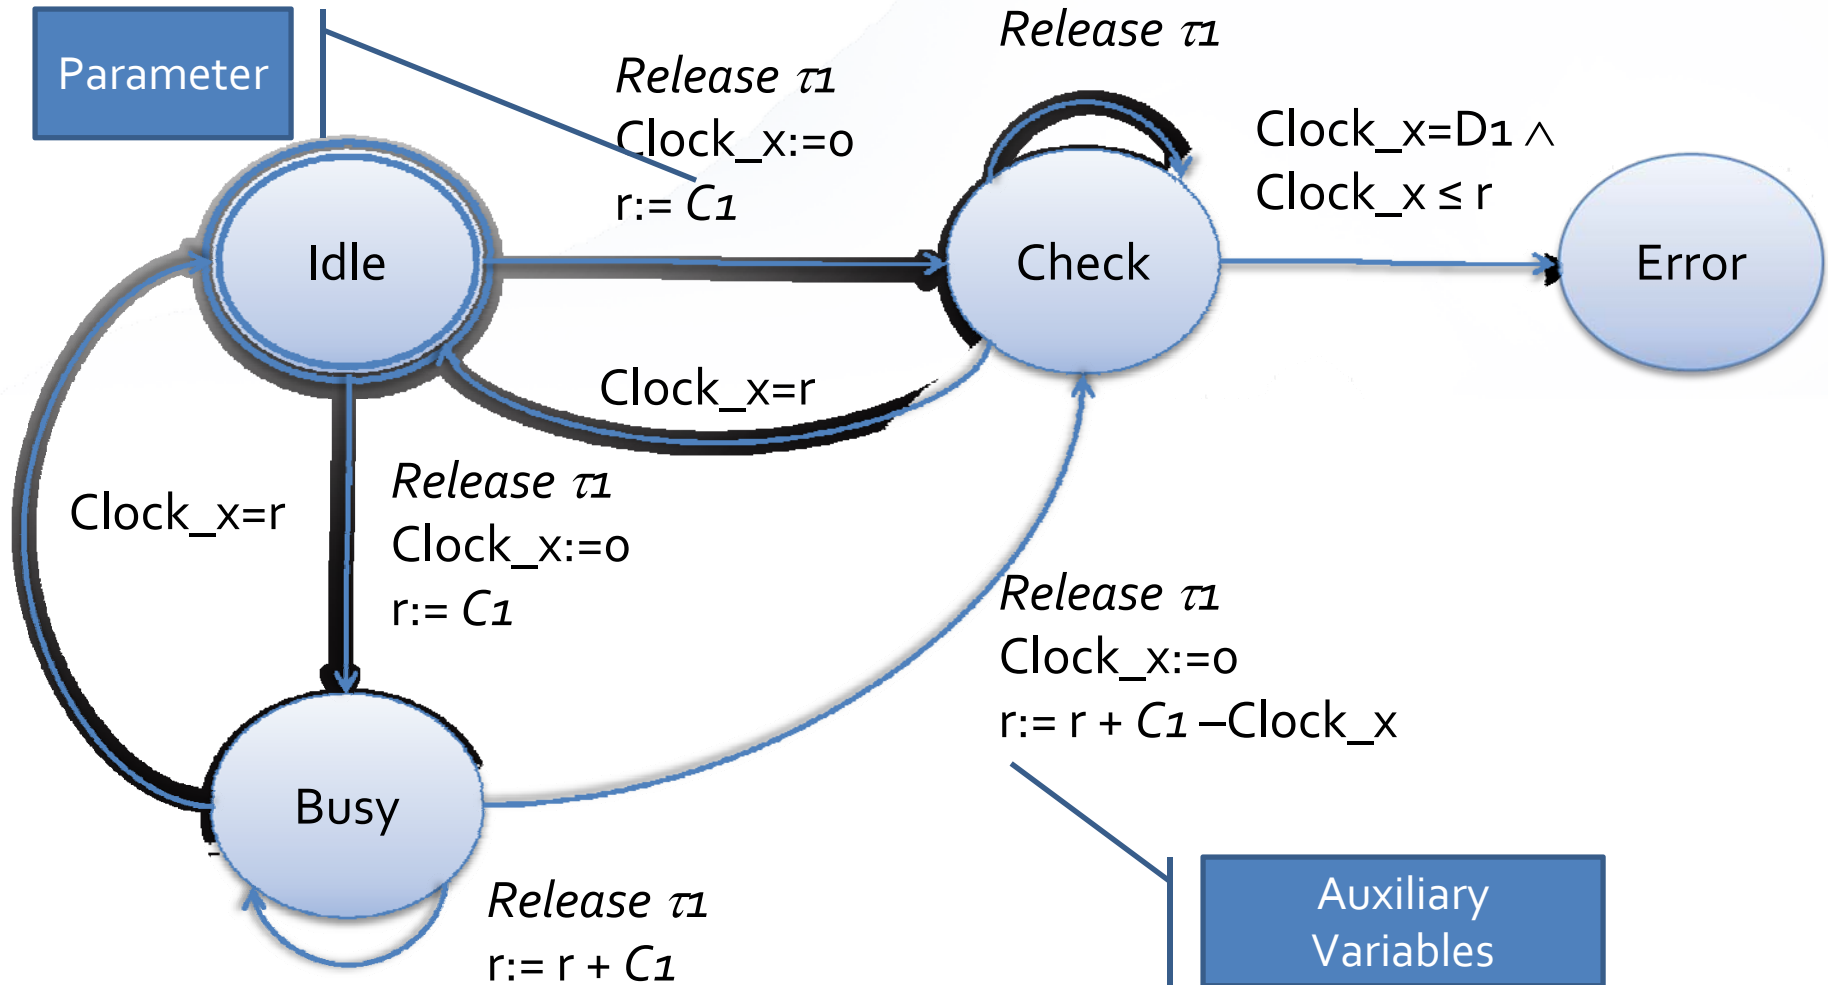 Parameter
Release τ1
Clock_x:=0
r:= C1
Release τ1
Clock_x=D1 ∧
Clock_x ≤ r
Idle
Check
Error
Clock_x=r
Clock_x=r
Release τ1
Clock_x:=0
r:= C1
Release τ1
Clock_x:=0
r:= r + C1 –Clock_x
Busy
Release τ1
r:= r + C1
Auxiliary
Variables